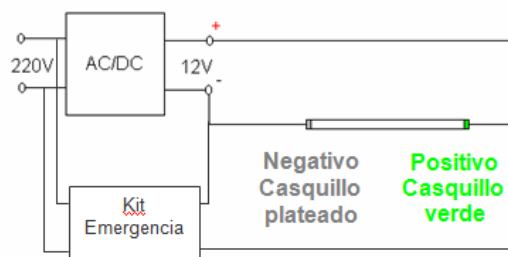 +
AC/DC
220V
12V
-
Negativo
Casquillo
plateado
Positivo
Casquillo
verde
Kit
Emergencia